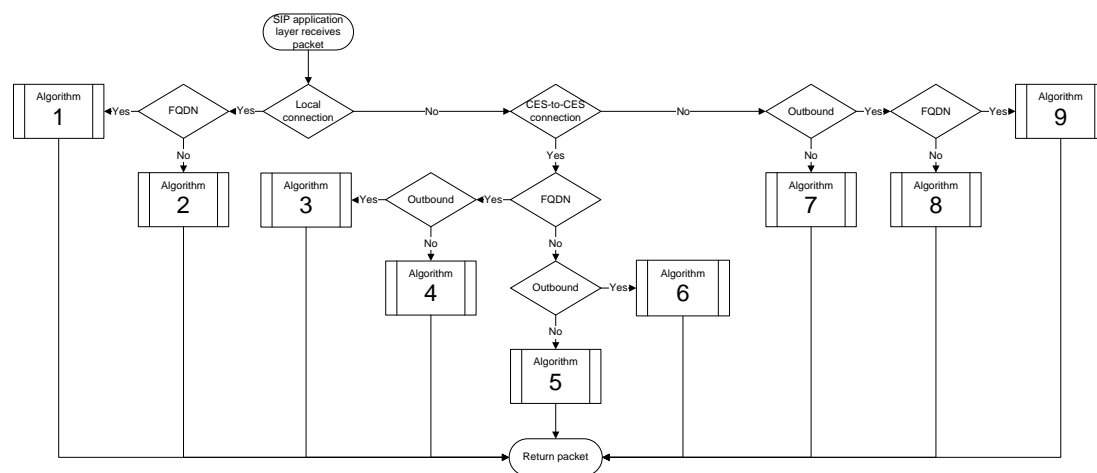 SIP application
layer receives
packet
Algorithm
1
Yes
FQDN
Yes
Local
connection
No
CES-to-CES
connection
No
Outbound
Yes
FQDN
Yes
Algorithm
9
No
Yes
No
No
Algorithm
2
Algorithm
3
Yes
Outbound
Yes
FQDN
Algorithm
7
Algorithm
8
No
No
Algorithm
4
Outbound
Yes
Algorithm
6
No
Algorithm
5
Return packet